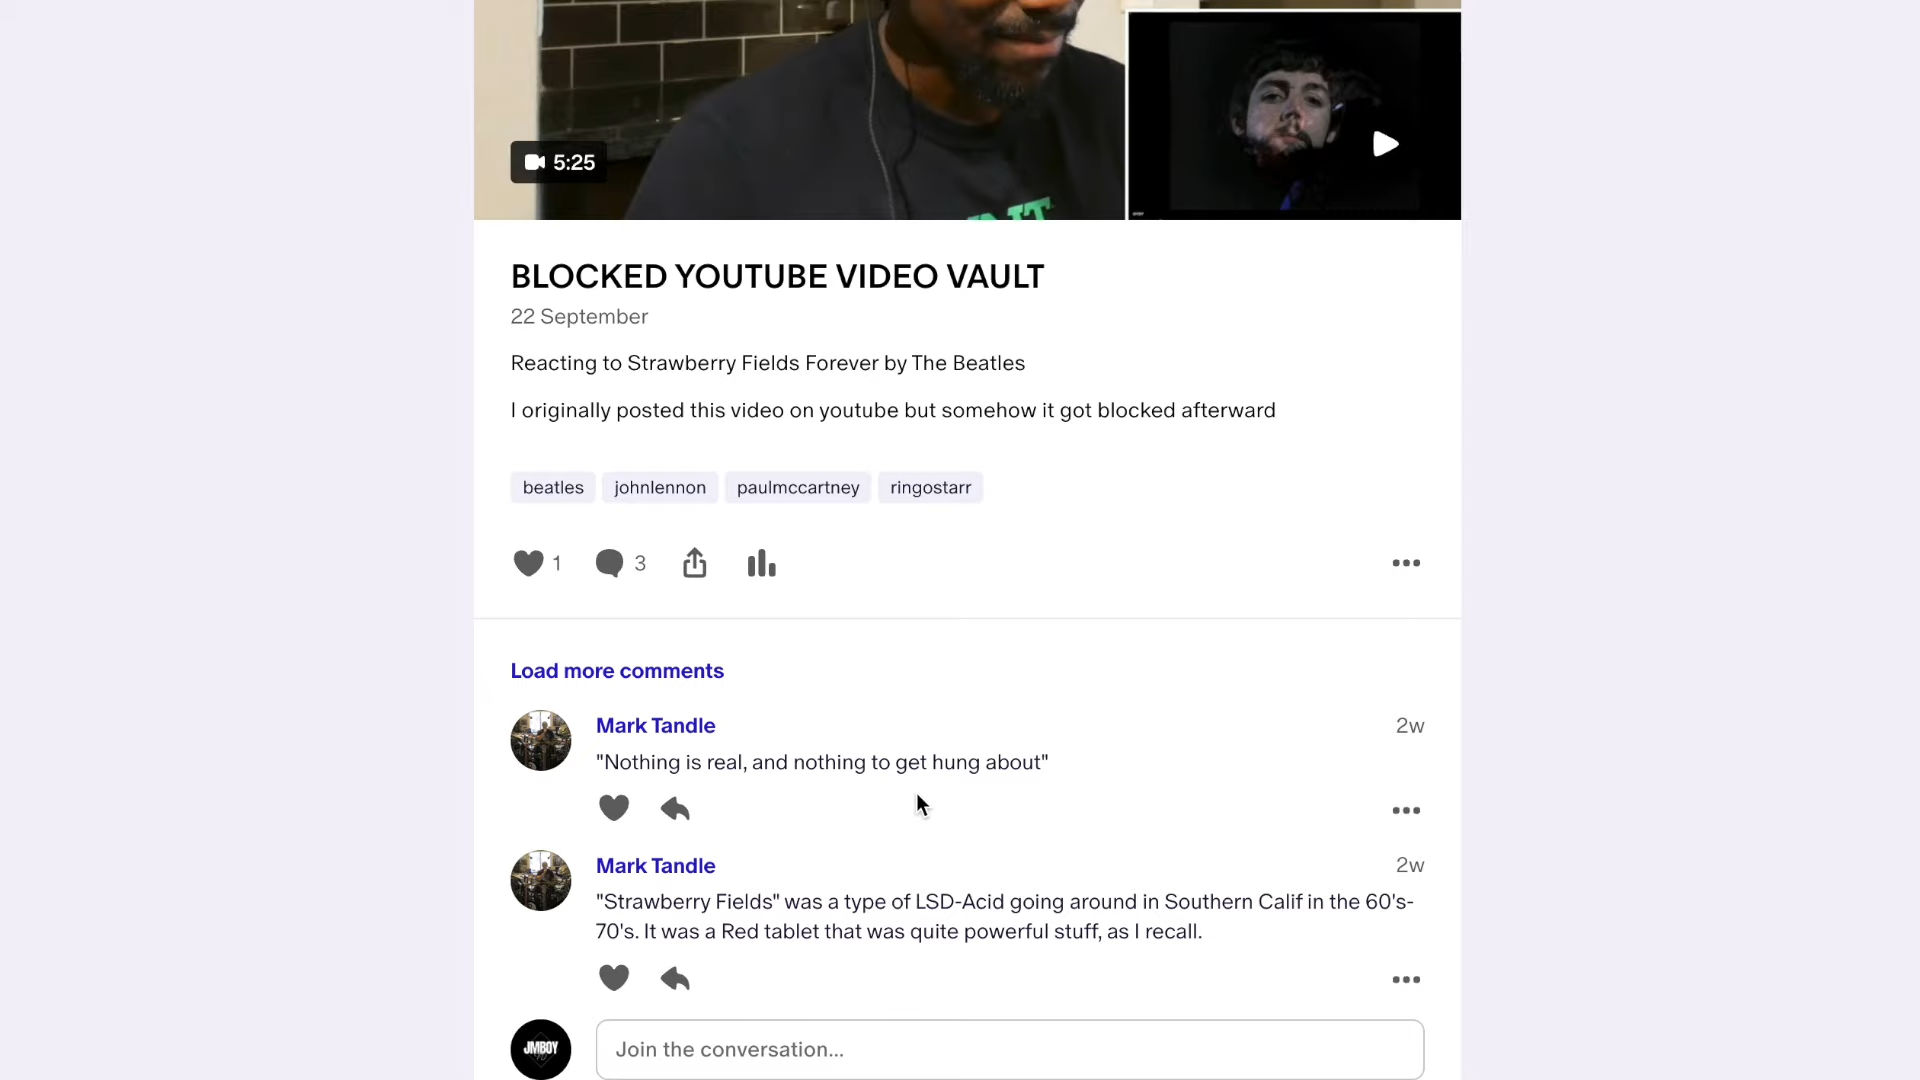 5:25
BLOCKED YOUTUBE VIDEO VAULT
22 September
Reacting to Strawberry Fields Forever by The Beatles
I originally posted this video on youtube but somehow it got blocked afterward
beatles johnlennon paulmccartney ringostarr
1 3
Load more comments
Mark Tandle 2w
"Nothing is real, and nothing to get hung about"
Mark Tandle 2w
"Strawberry Fields" was a type of LSD-Acid going around in Southern Calif in the 60's-
70's. It was a Red tablet that was quite powerful stuff, as I recall.
JMBOY
Join the conversation...